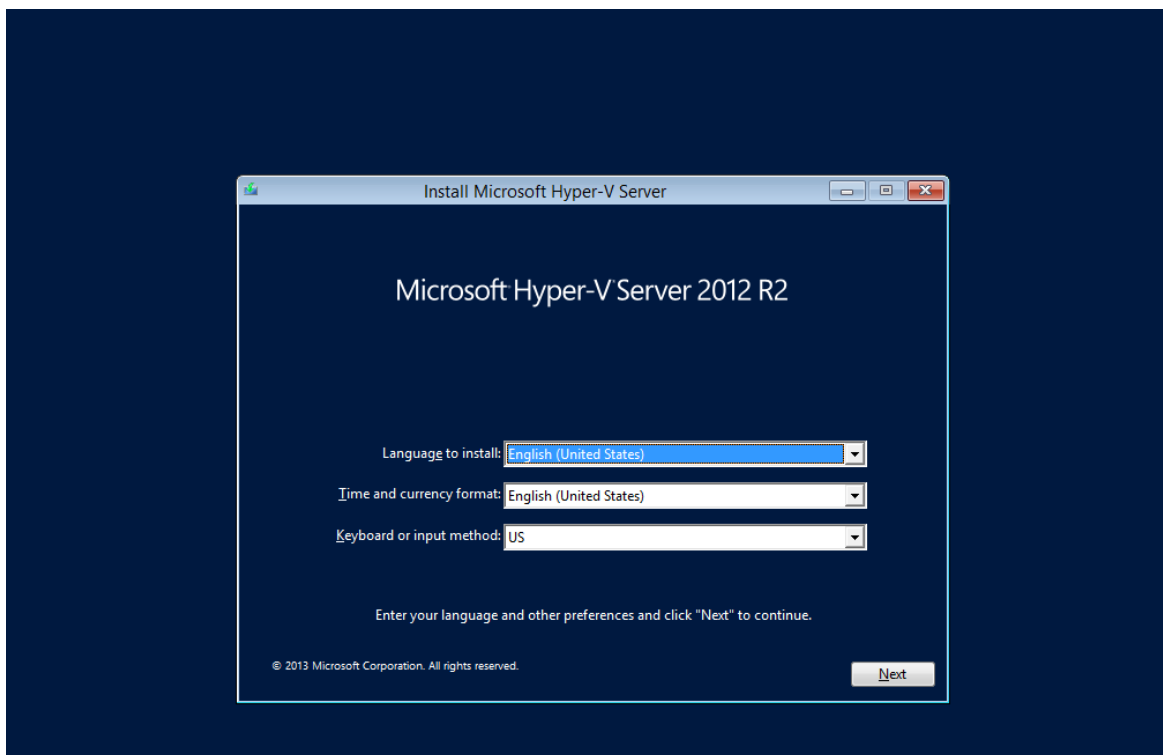 Install Microsoft Hyper-V Server
Microsoft Hyper-V Server 2012 R2
Language to install: English (United States)
Time and currency format: English (United States)
Keyboard or input method: US
Enter your language and other preferences and click "Next" to continue.
© 2013 Microsoft Corporation. All rights reserved.
Next